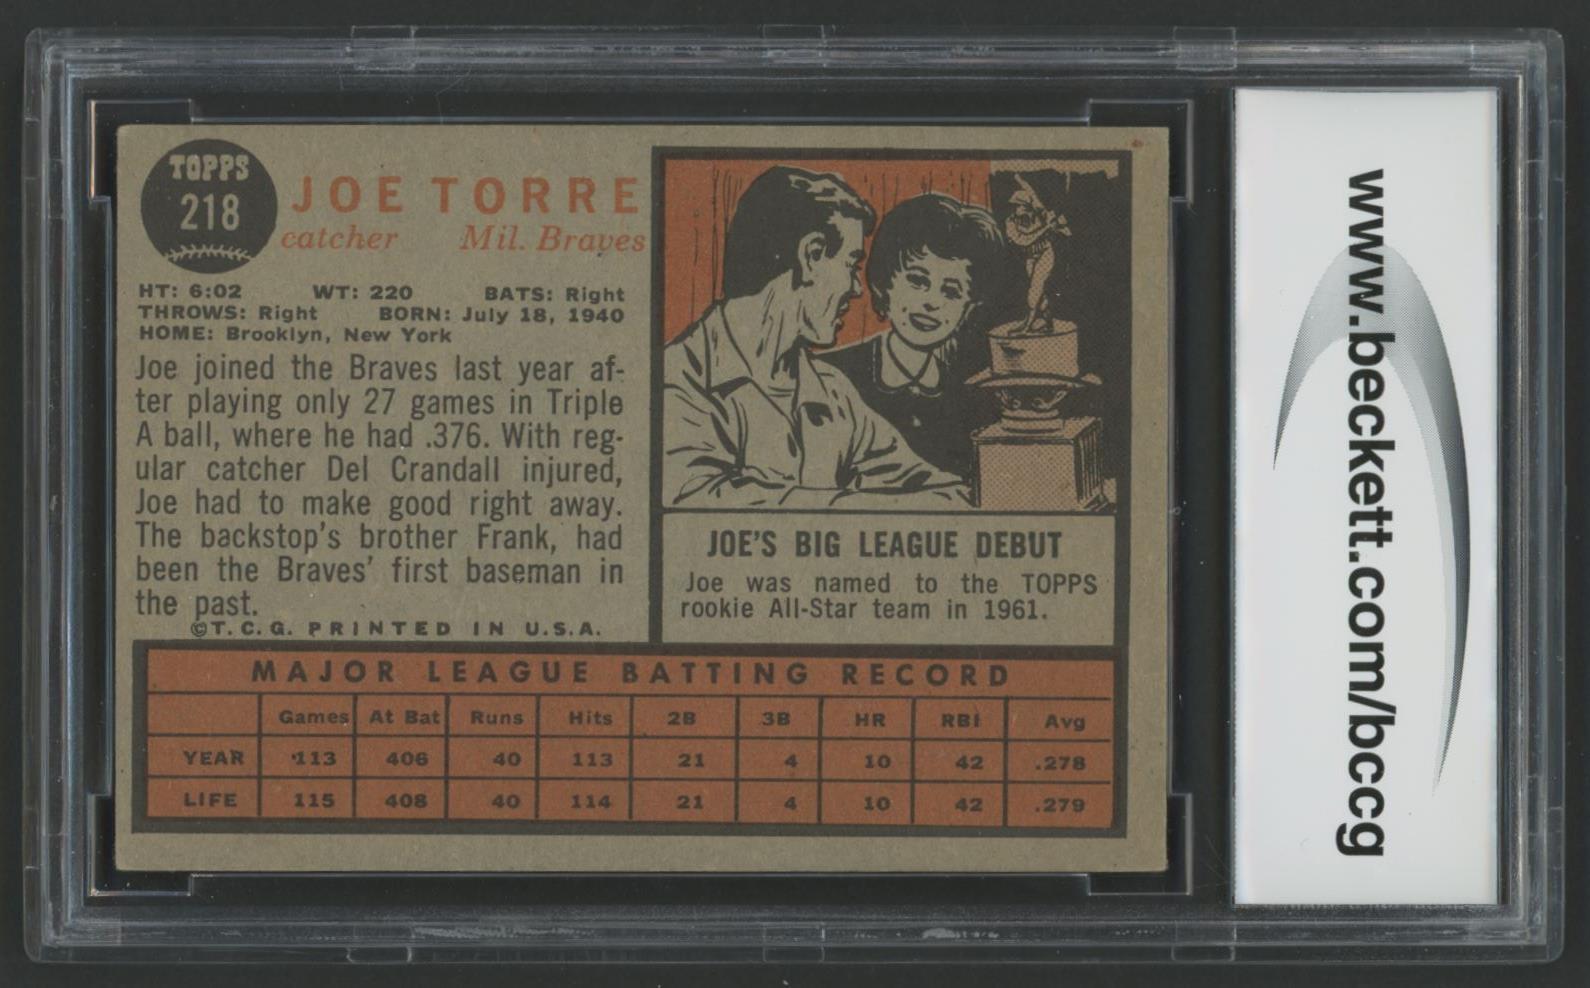 TOPPS
218
JOE TORRE
catcher Mil. Braves
HT: 6:02 WT: 220 BATS: Right
THROWS: Right BORN: July 18, 1940
HOME: Brooklyn, New York
Joe joined the Braves last year af-
ter playing only 27 games in Triple
A ball, where he had .376. With reg-
ular catcher Del Crandall injured,
Joe had to make good right away.
The backstop's brother Frank, had
been the Braves' first baseman in
the past.
©T.C.G. PRINTED IN U.S.A.
JOE'S BIG LEAGUE DEBUT
Joe was named to the TOPPS
rookie All-Star team in 1961.
MAJOR LEAGUE BATTING RECORD
Games At Bat Runs Hits 2B 3B HR RBI Avg
YEAR 113 406 40 113 21 4 10 42 .278
LIFE 115 408 40 114 21 4 10 42 .279
www.beckett.com/bccg